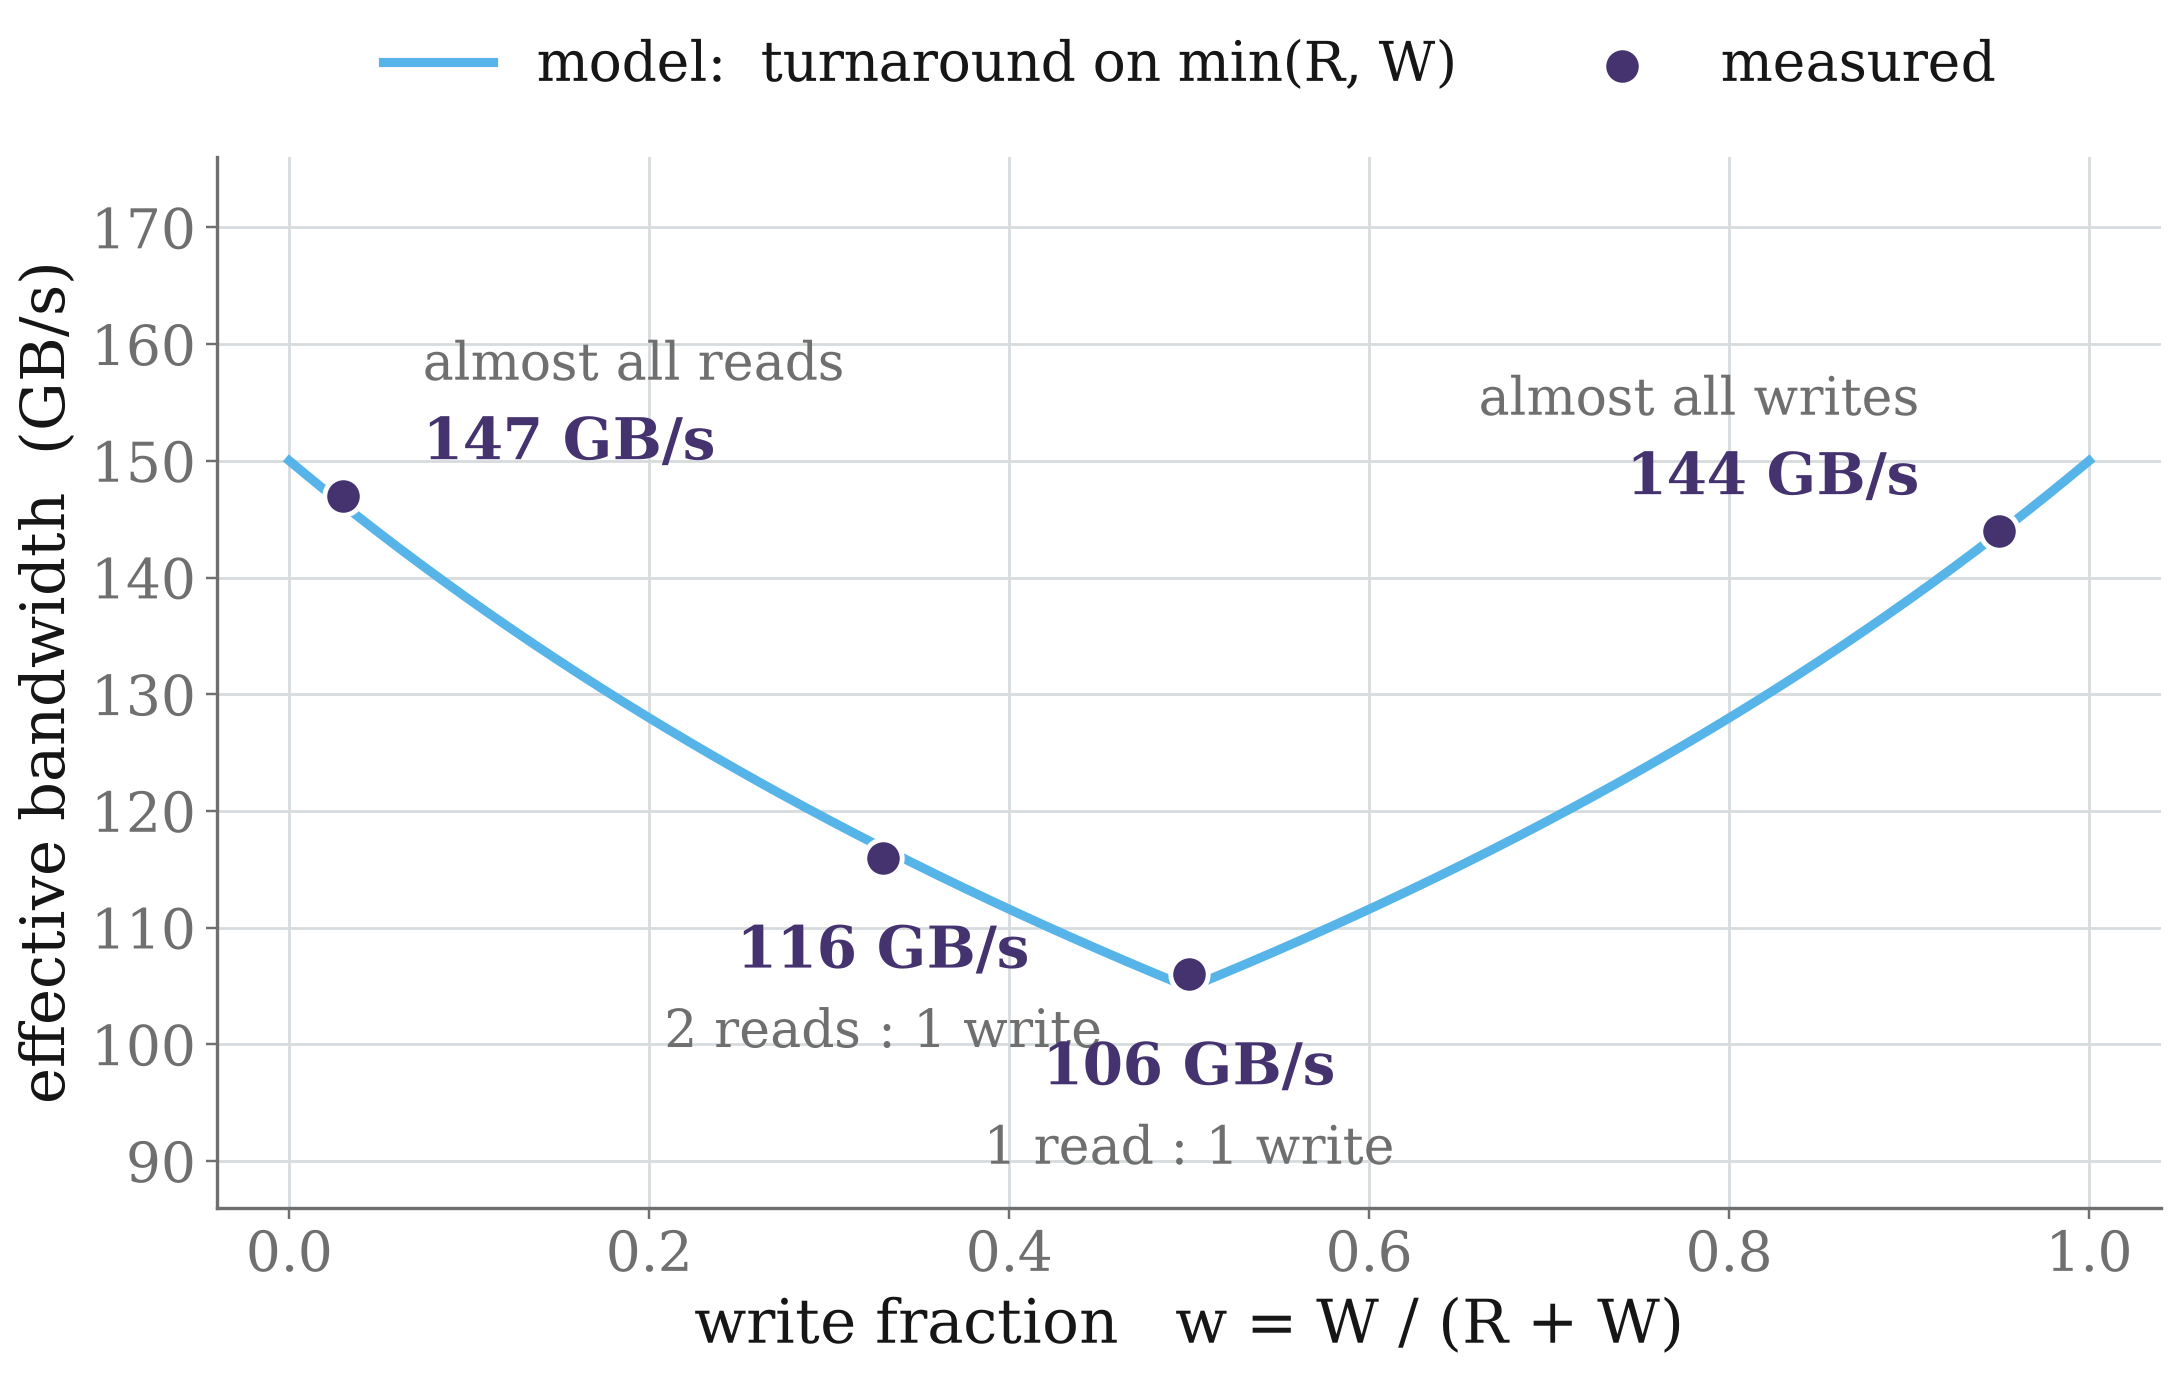 model:  turnaround on min(R, W)
measured
effective bandwidth  (GB/s)
170
160
150
140
130
120
110
100
90
almost all reads
147 GB/s
almost all writes
144 GB/s
116 GB/s
2 reads : 1 write
106 GB/s
1 read : 1 write
0.0
0.2
0.4
0.6
0.8
1.0
write fraction   w = W / (R + W)